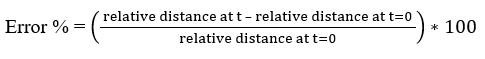 Error % = (relative distance at t – relative distance at t=0 / relative distance at t=0) * 100